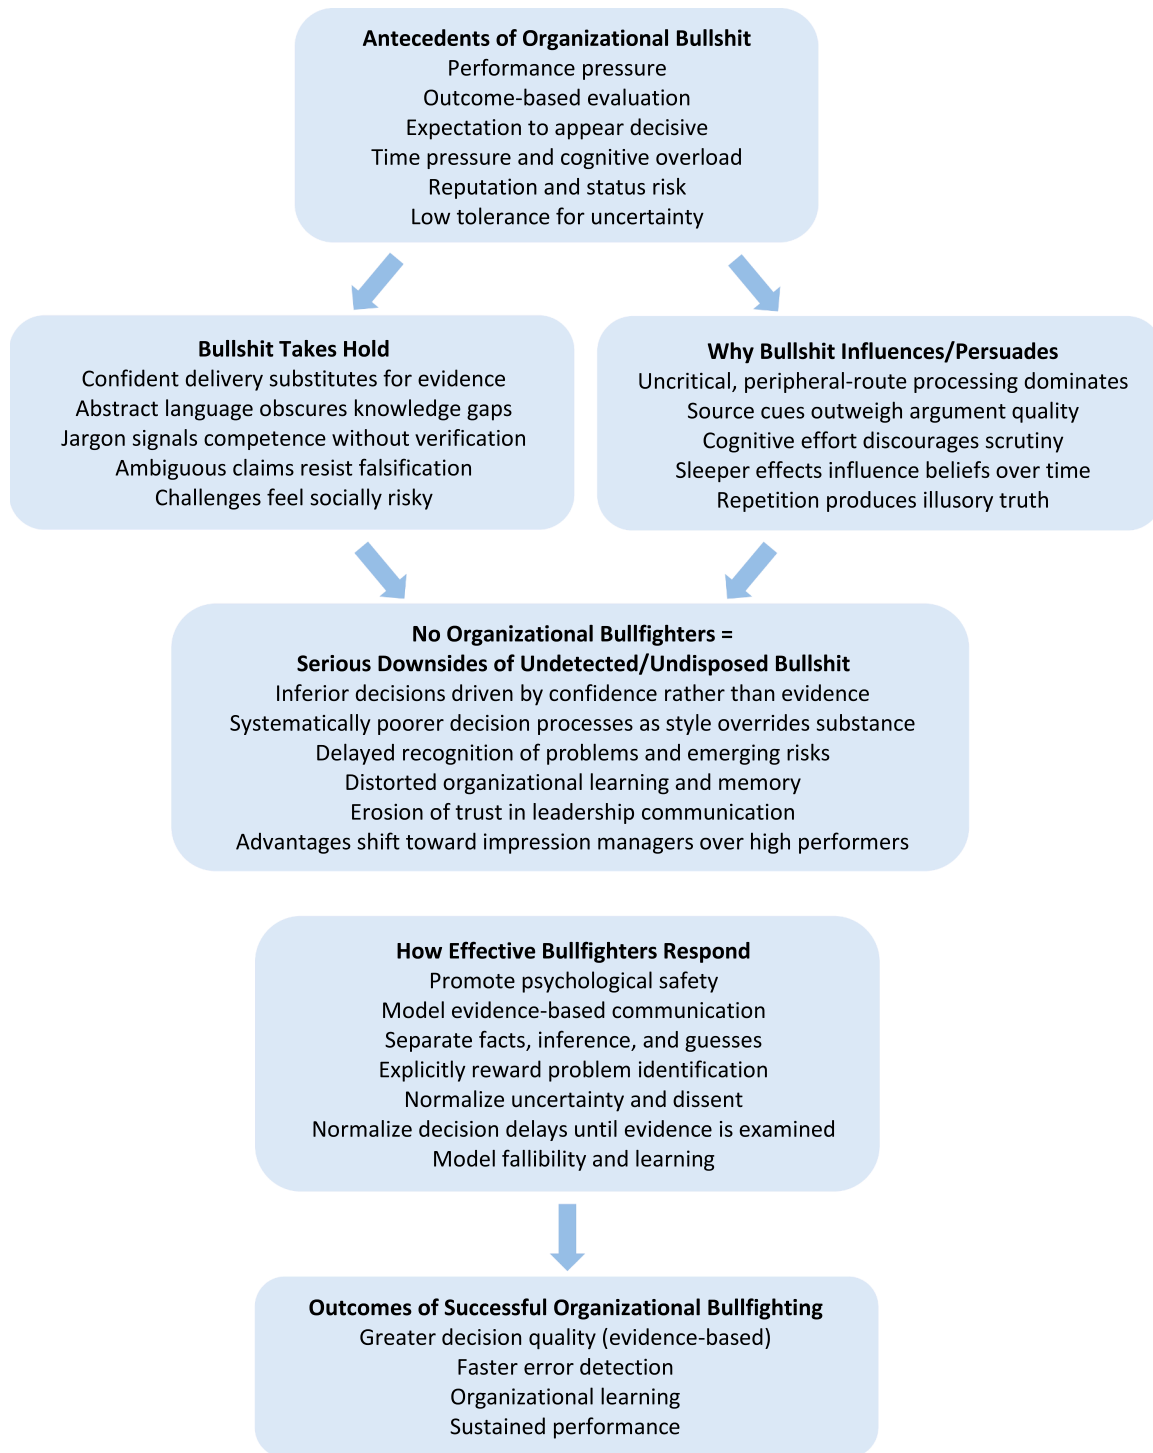 Antecedents of Organizational Bullshit
Performance pressure
Outcome-based evaluation
Expectation to appear decisive
Time pressure and cognitive overload
Reputation and status risk
Low tolerance for uncertainty
Bullshit Takes Hold
Confident delivery substitutes for evidence
Abstract language obscures knowledge gaps
Jargon signals competence without verification
Ambiguous claims resist falsification
Challenges feel socially risky
Why Bullshit Influences/Persuades
Uncritical, peripheral-route processing dominates
Source cues outweigh argument quality
Cognitive effort discourages scrutiny
Sleeper effects influence beliefs over time
Repetition produces illusory truth
No Organizational Bullfighters =
Serious Downsides of Undetected/Undisposed Bullshit
Inferior decisions driven by confidence rather than evidence
Systematically poorer decision processes as style overrides substance
Delayed recognition of problems and emerging risks
Distorted organizational learning and memory
Erosion of trust in leadership communication
Advantages shift toward impression managers over high performers
How Effective Bullfighters Respond
Promote psychological safety
Model evidence-based communication
Separate facts, inference, and guesses
Explicitly reward problem identification
Normalize uncertainty and dissent
Normalize decision delays until evidence is examined
Model fallibility and learning
Outcomes of Successful Organizational Bullfighting
Greater decision quality (evidence-based)
Faster error detection
Organizational learning
Sustained performance